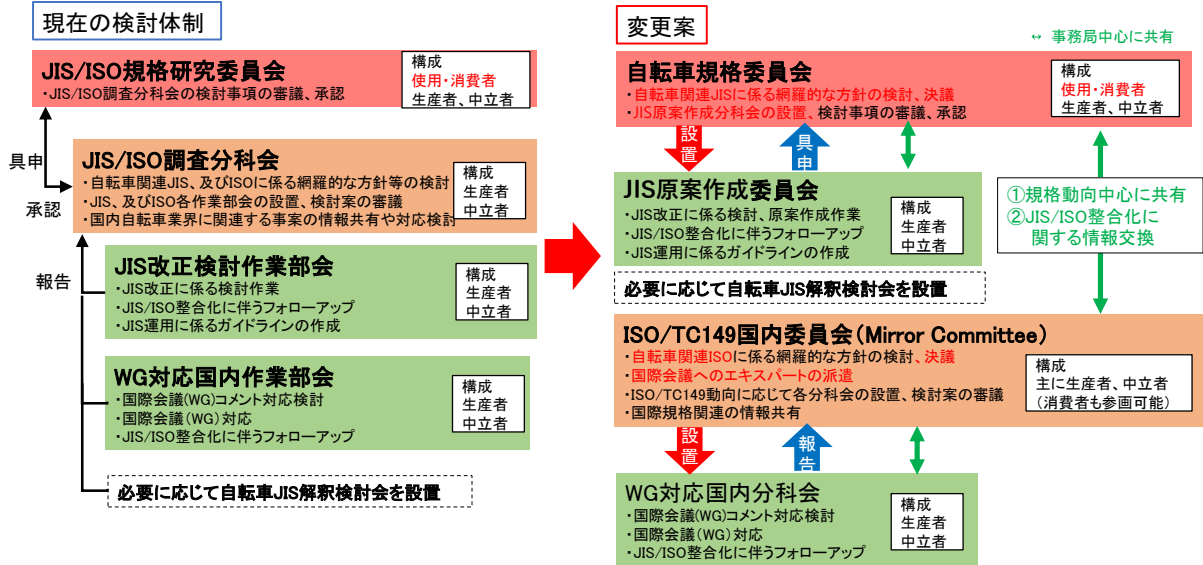 現在の検討体制
JIS/ISO規格研究委員会
・JIS/ISO調査分科会の検討事項の審議、承認
構成
使用・消費者
生産者、中立者
具申
承認
JIS/ISO調査分科会
・自転車関連JIS、及びISOに係る網羅的な方針等の検討
・JIS、及びISO各作業部会の設置、検討案の審議
・国内自転車業界に関連する事案の情報共有や対応検討
構成
生産者
中立者
報告
JIS改正検討作業部会
・JIS改正に係る検討作業
・JIS/ISO整合化に伴うフォローアップ
・JIS運用に係るガイドラインの作成
構成
生産者
中立者
WG対応国内作業部会
・国際会議(WG)コメント対応検討
・国際会議(WG)対応
・JIS/ISO整合化に伴うフォローアップ
構成
生産者
中立者
必要に応じて自転車JIS解釈検討会を設置
変更案
↔ 事務局中心に共有
自転車規格委員会
・自転車関連JISに係る網羅的な方針の検討、決議
・JIS原案作成分科会の設置、検討事項の審議、承認
構成
使用・消費者
生産者、中立者
設置
具申
JIS原案作成委員会
・JIS改正に係る検討、原案作成作業
・JIS/ISO整合化に伴うフォローアップ
・JIS運用に係るガイドラインの作成
構成
生産者
中立者
①規格動向中心に共有
②JIS/ISO整合化に
関する情報交換
必要に応じて自転車JIS解釈検討会を設置
ISO/TC149国内委員会(Mirror Committee)
・自転車関連ISOに係る網羅的な方針の検討、決議
・国際会議へのエキスパートの派遣
・ISO/TC149動向に応じて各分科会の設置、検討案の審議
・国際規格関連の情報共有
構成
主に生産者、中立者
(消費者も参画可能)
設置
報告
WG対応国内分科会
・国際会議(WG)コメント対応検討
・国際会議(WG)対応
・JIS/ISO整合化に伴うフォローアップ
構成
生産者
中立者